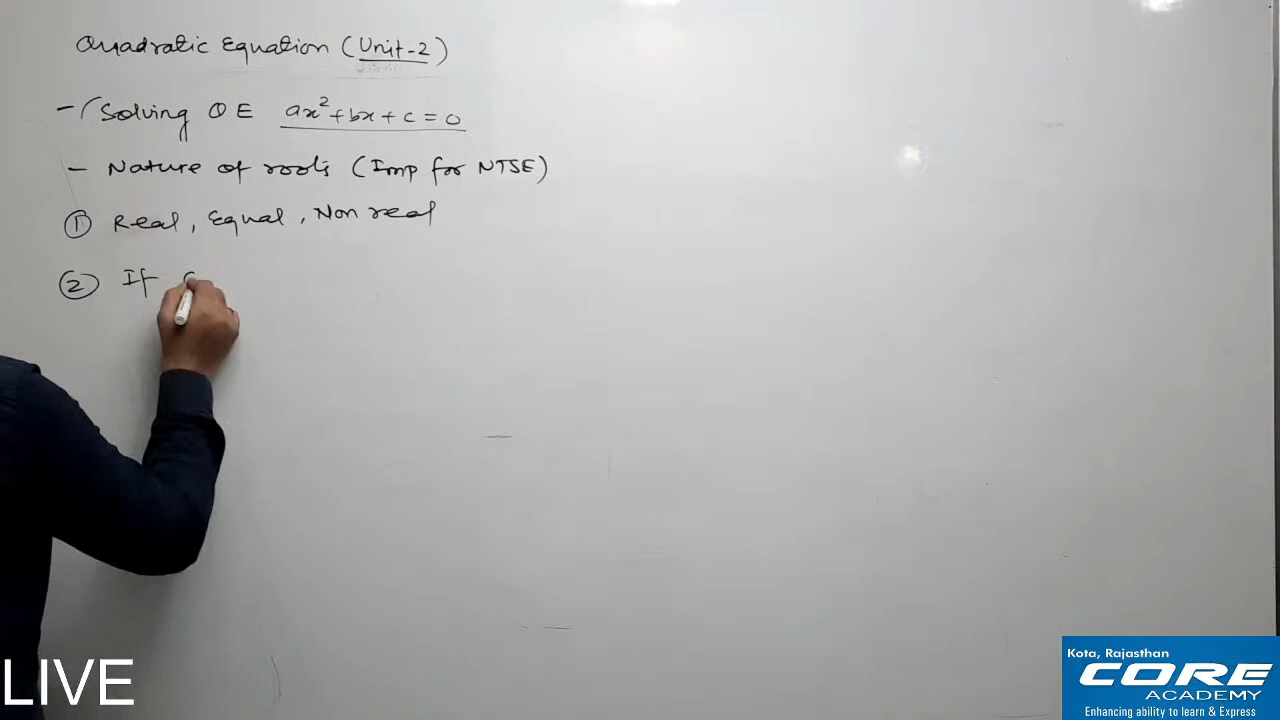 Quadratic Equation (Unit-2)
- Solving QE ax²+bx+c=0
- Nature of roots (Imp for NTSE)
① Real, Equal, Non real
② If
LIVE
Kota, Rajasthan
CORE
ACADEMY
Enhancing ability to learn & Express